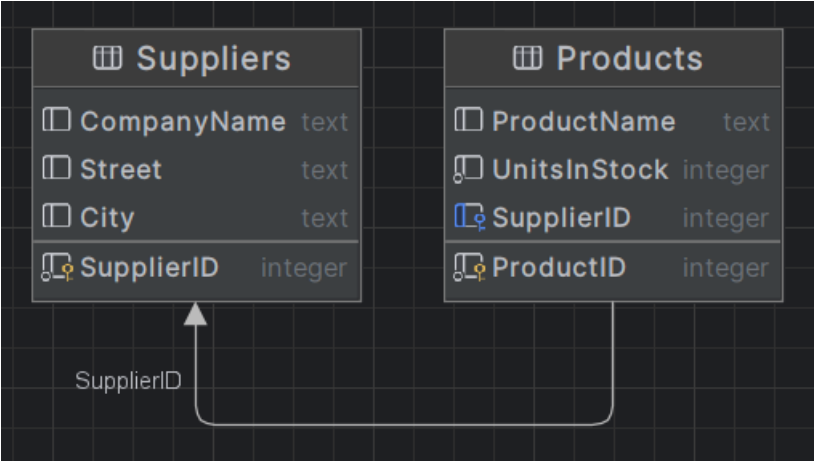 Suppliers
CompanyName text
Street text
City text
SupplierID integer
Products
ProductName text
UnitsInStock integer
SupplierID integer
ProductID integer
SupplierID